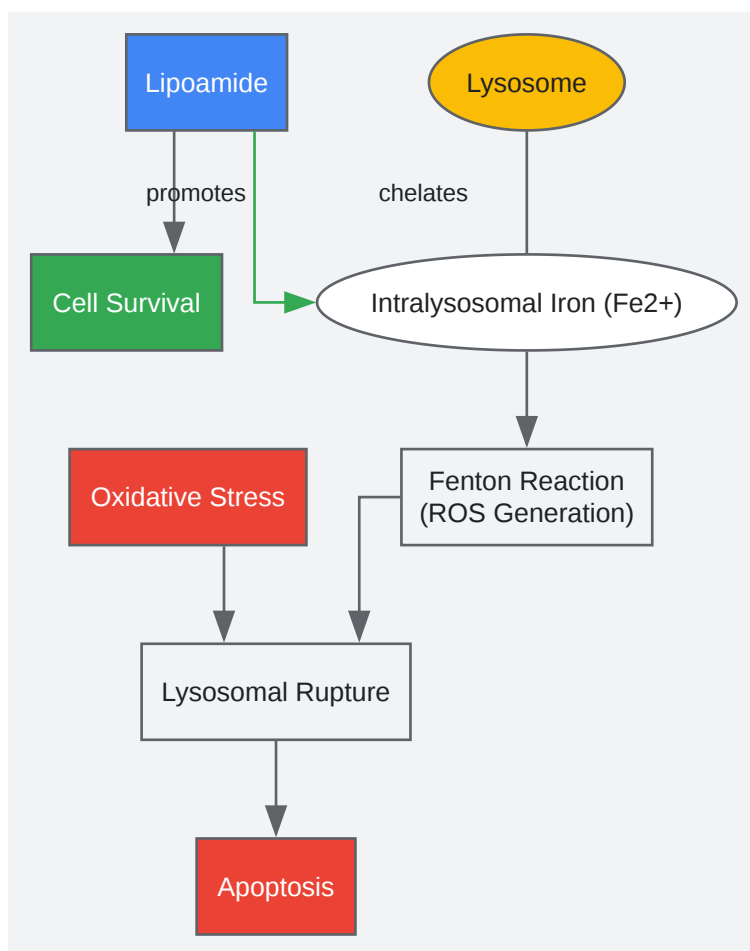 Lipoamide
Lysosome
promotes
chelates
Cell Survival
Intralysosomal Iron (Fe2+)
Oxidative Stress
Fenton Reaction
(ROS Generation)
Lysosomal Rupture
Apoptosis